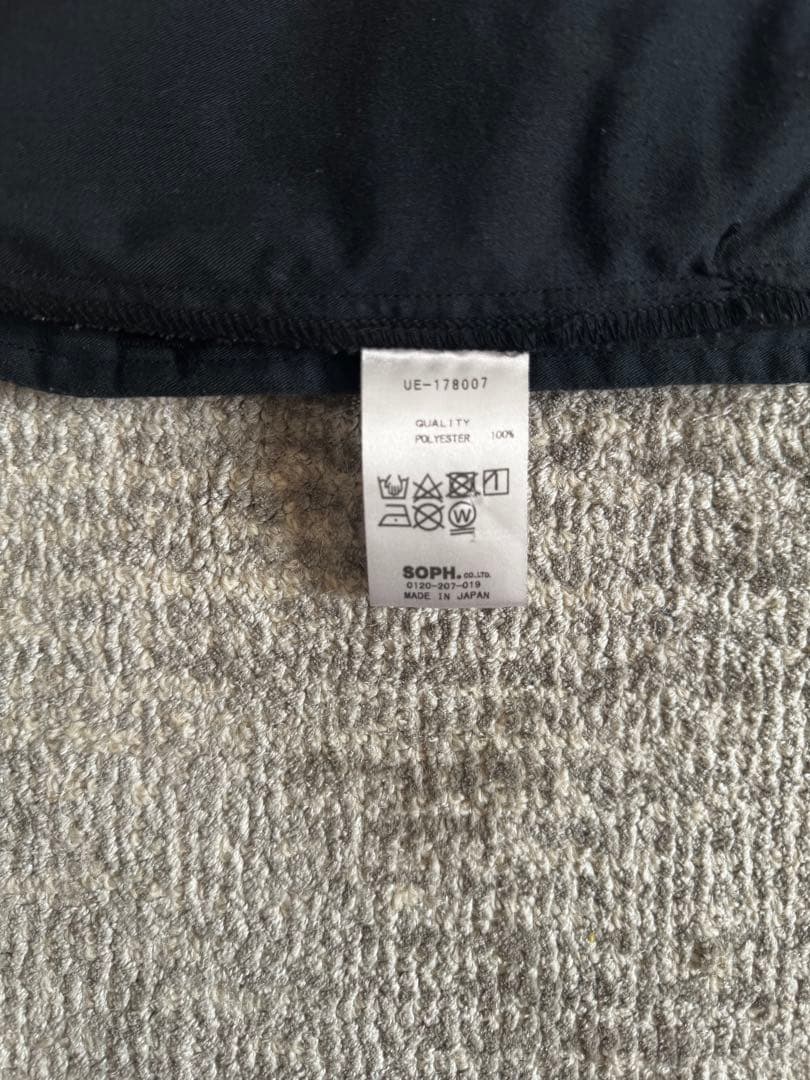 UE-178007
QUALITY
POLYESTER 100%
W
SOPH.CO.LTD.
0120-207-019
MADE IN JAPAN